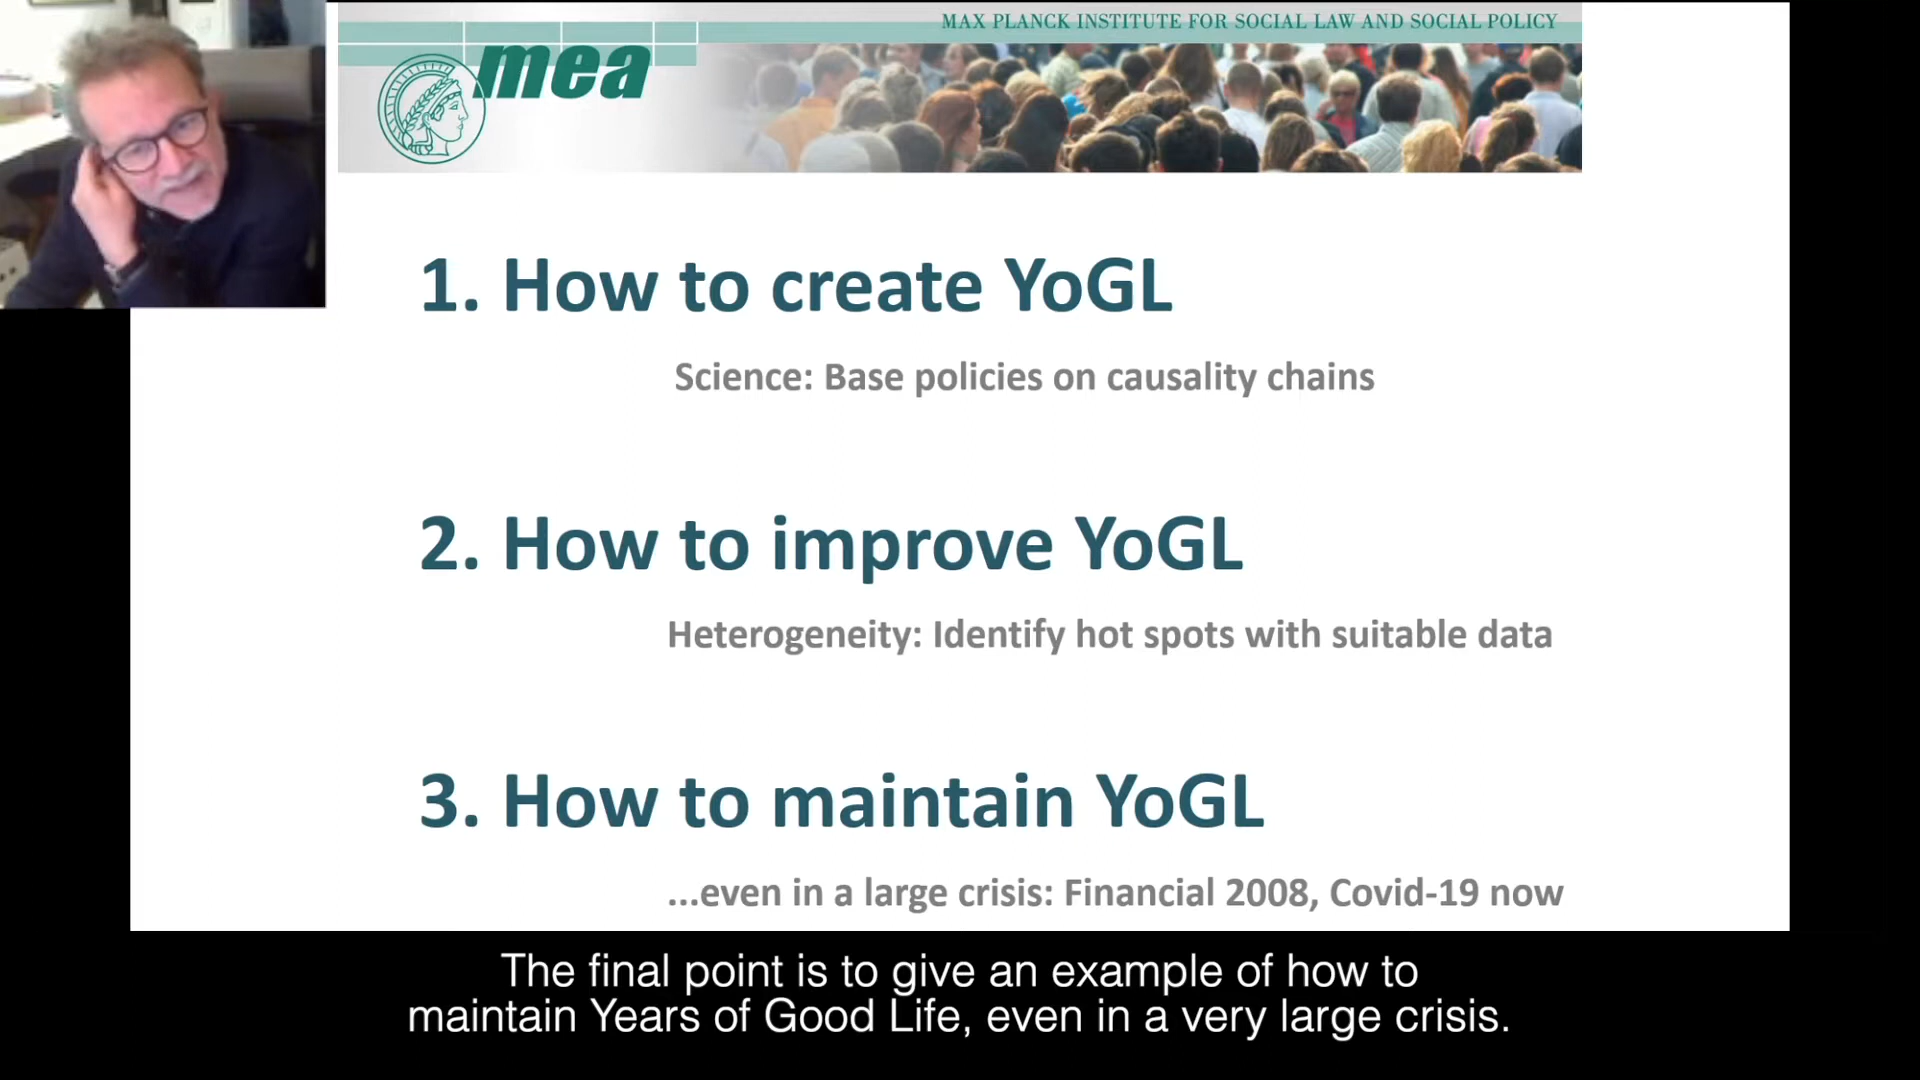 MAX PLANCK INSTITUTE FOR SOCIAL LAW AND SOCIAL POLICY
mea
1. How to create YoGL
Science: Base policies on causality chains
2. How to improve YoGL
Heterogeneity: Identify hot spots with suitable data
3. How to maintain YoGL
...even in a large crisis: Financial 2008, Covid-19 now
The final point is to give an example of how to
maintain Years of Good Life, even in a very large crisis.